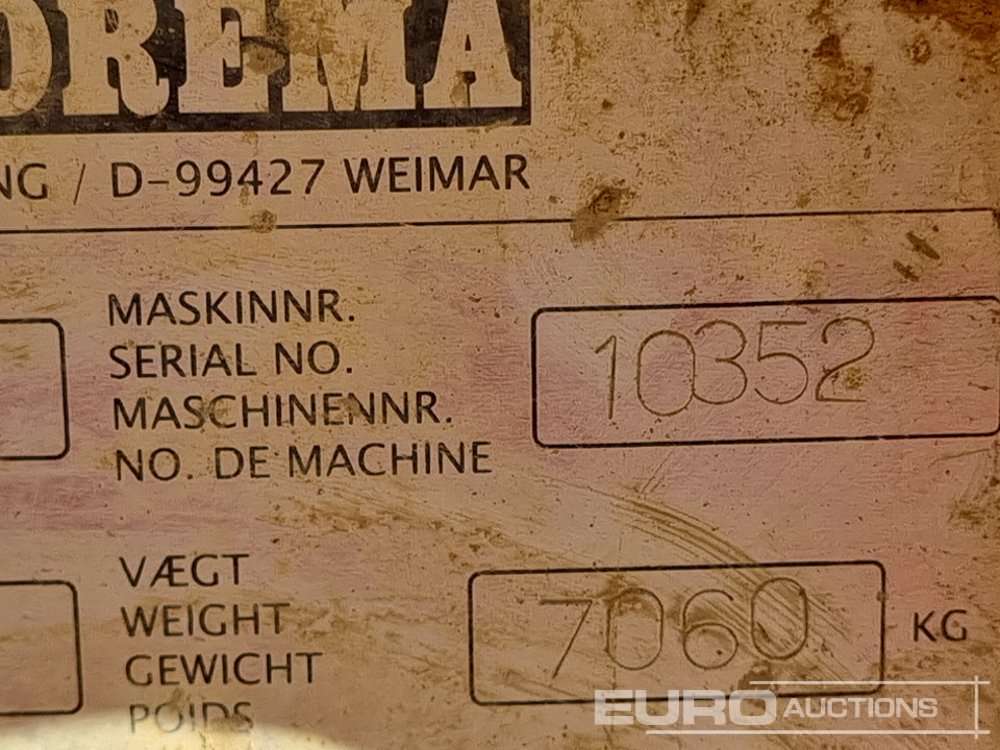 OREMA
NG / D-99427 WEIMAR
MASKINNR.
SERIAL NO.
MASCHINENNR.
NO. DE MACHINE
10352
VÆGT
WEIGHT
GEWICHT
POIDS
7060 KG
EURO AUCTIONS